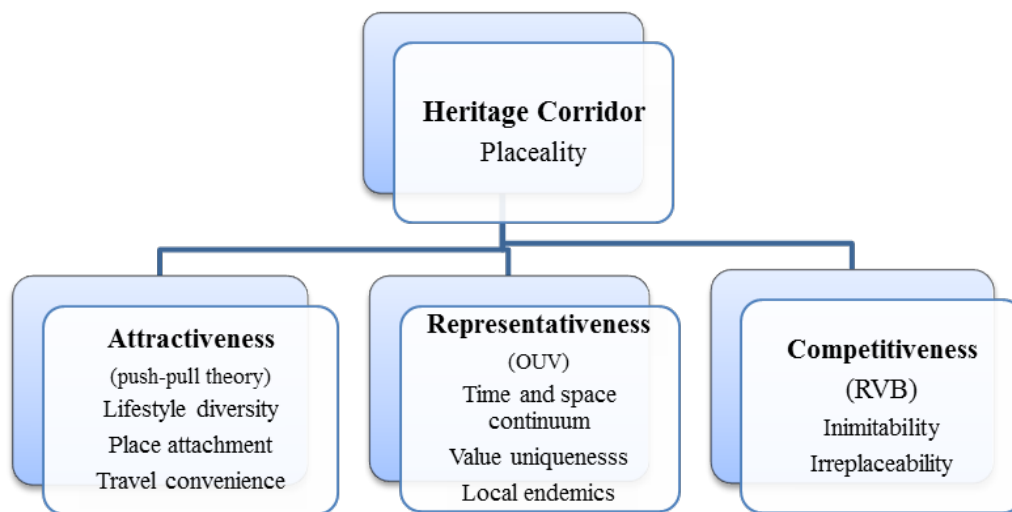 Heritage Corridor
Placeality
Attractiveness
(push-pull theory)
Lifestyle diversity
Place attachment
Travel convenience
Representativeness
(OUV)
Time and space
continuum
Value uniquenesss
Local endemics
Competitiveness
(RVB)
Inimitability
Irreplaceability